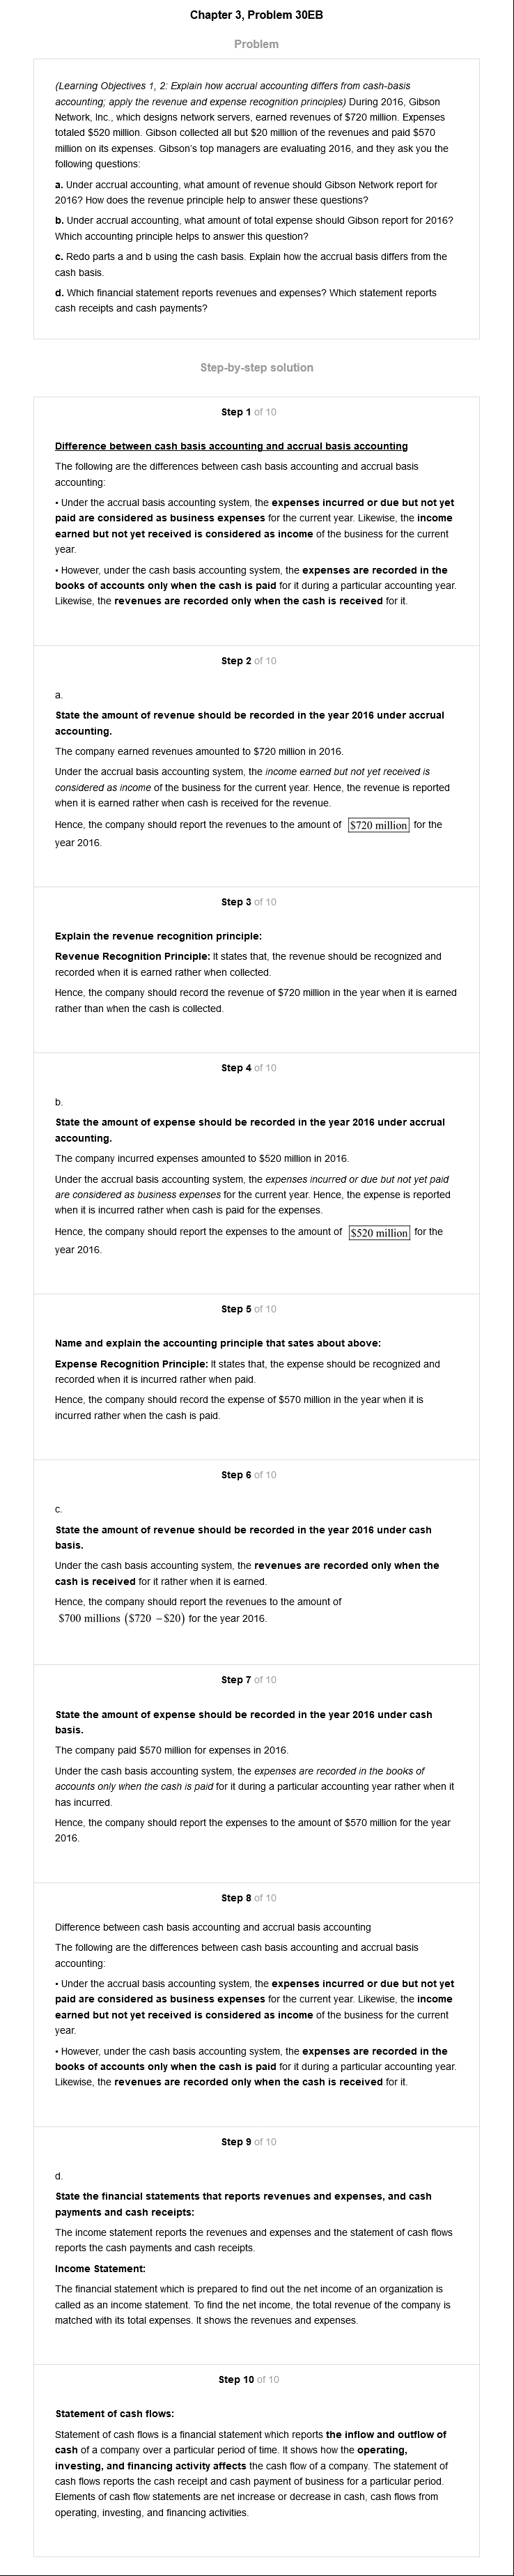 Chapter 3, Problem 30EB
Problem
(Learning Objectives 1, 2: Explain how accrual accounting differs from cash-basis
accounting; apply the revenue and expense recognition principles) During 2016, Gibson
Network, Inc., which designs network servers, earned revenues of $720 million. Expenses
totaled $520 million. Gibson collected all but $20 million of the revenues and paid $570
million on its expenses. Gibson's top managers are evaluating 2016, and they ask you the
following questions:
a. Under accrual accounting, what amount of revenue should Gibson Network report for
2016? How does the revenue principle help to answer these questions?
b. Under accrual accounting, what amount of total expense should Gibson report for 2016?
Which accounting principle helps to answer this question?
c. Redo parts a and b using the cash basis. Explain how the accrual basis differs from the
cash basis.
d. Which financial statement reports revenues and expenses? Which statement reports
cash receipts and cash payments?
Step-by-step solution
Step 1 of 10
Difference between cash basis accounting and accrual basis accounting
The following are the differences between cash basis accounting and accrual basis
accounting:
• Under the accrual basis accounting system, the expenses incurred or due but not yet
paid are considered as business expenses for the current year. Likewise, the income
earned but not yet received is considered as income of the business for the current
year.
• However, under the cash basis accounting system, the expenses are recorded in the
books of accounts only when the cash is paid for it during a particular accounting year.
Likewise, the revenues are recorded only when the cash is received for it.
Step 2 of 10
a.
State the amount of revenue should be recorded in the year 2016 under accrual
accounting.
The company earned revenues amounted to $720 million in 2016.
Under the accrual basis accounting system, the income earned but not yet received is
considered as income of the business for the current year. Hence, the revenue is reported
when it is earned rather when cash is received for the revenue.
Hence, the company should report the revenues to the amount of $720 million for the
year 2016.
Step 3 of 10
Explain the revenue recognition principle:
Revenue Recognition Principle: It states that, the revenue should be recognized and
recorded when it is earned rather when collected.
Hence, the company should record the revenue of $720 million in the year when it is earned
rather than when the cash is collected.
Step 4 of 10
b.
State the amount of expense should be recorded in the year 2016 under accrual
accounting.
The company incurred expenses amounted to $520 million in 2016.
Under the accrual basis accounting system, the expenses incurred or due but not yet paid
are considered as business expenses for the current year. Hence, the expense is reported
when it is incurred rather when cash is paid for the expenses.
Hence, the company should report the expenses to the amount of $520 million for the
year 2016.
Step 5 of 10
Name and explain the accounting principle that sates about above:
Expense Recognition Principle: It states that, the expense should be recognized and
recorded when it is incurred rather when paid.
Hence, the company should record the expense of $570 million in the year when it is
incurred rather when the cash is paid.
Step 6 of 10
c.
State the amount of revenue should be recorded in the year 2016 under cash
basis.
Under the cash basis accounting system, the revenues are recorded only when the
cash is received for it rather when it is earned.
Hence, the company should report the revenues to the amount of
$700 millions ($720 − $20) for the year 2016.
Step 7 of 10
State the amount of expense should be recorded in the year 2016 under cash
basis.
The company paid $570 million for expenses in 2016.
Under the cash basis accounting system, the expenses are recorded in the books of
accounts only when the cash is paid for it during a particular accounting year rather when it
has incurred.
Hence, the company should report the expenses to the amount of $570 million for the year
2016.
Step 8 of 10
Difference between cash basis accounting and accrual basis accounting
The following are the differences between cash basis accounting and accrual basis
accounting:
• Under the accrual basis accounting system, the expenses incurred or due but not yet
paid are considered as business expenses for the current year. Likewise, the income
earned but not yet received is considered as income of the business for the current
year.
• However, under the cash basis accounting system, the expenses are recorded in the
books of accounts only when the cash is paid for it during a particular accounting year.
Likewise, the revenues are recorded only when the cash is received for it.
Step 9 of 10
d.
State the financial statements that reports revenues and expenses, and cash
payments and cash receipts:
The income statement reports the revenues and expenses and the statement of cash flows
reports the cash payments and cash receipts.
Income Statement:
The financial statement which is prepared to find out the net income of an organization is
called as an income statement. To find the net income, the total revenue of the company is
matched with its total expenses. It shows the revenues and expenses.
Step 10 of 10
Statement of cash flows:
Statement of cash flows is a financial statement which reports the inflow and outflow of
cash of a company over a particular period of time. It shows how the operating,
investing, and financing activity affects the cash flow of a company. The statement of
cash flows reports the cash receipt and cash payment of business for a particular period.
Elements of cash flow statements are net increase or decrease in cash, cash flows from
operating, investing, and financing activities.